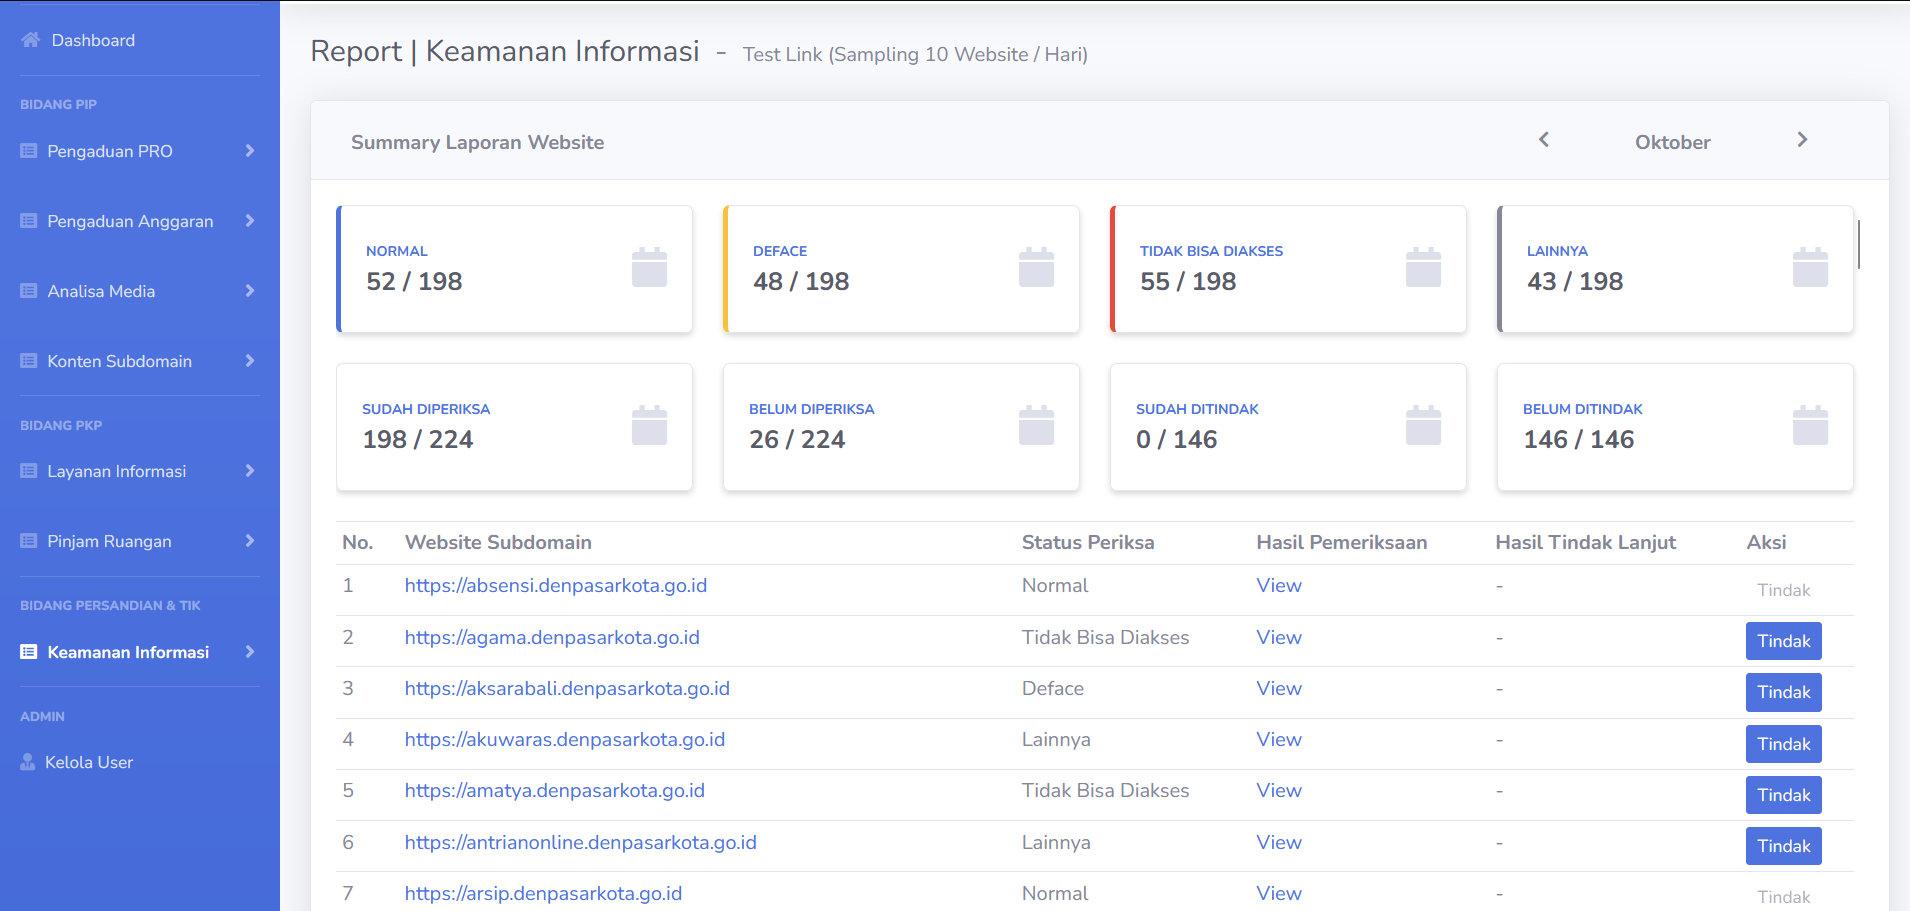 Dashboard
BIDANG PIP
Pengaduan PRO
Pengaduan Anggaran
Analisa Media
Konten Subdomain
BIDANG PKP
Layanan Informasi
Pinjam Ruangan
BIDANG PERSANDIAN & TIK
Keamanan Informasi
ADMIN
Kelola User
Report | Keamanan Informasi - Test Link (Sampling 10 Website / Hari)
Summary Laporan Website
Oktober
NORMAL
52 / 198
DEFACE
48 / 198
TIDAK BISA DIAKSES
55 / 198
LAINNYA
43 / 198
SUDAH DIPERIKSA
198 / 224
BELUM DIPERIKSA
26 / 224
SUDAH DITINDAK
0 / 146
BELUM DITINDAK
146 / 146
No. Website Subdomain Status Periksa Hasil Pemeriksaan Hasil Tindak Lanjut Aksi
1 https://absensi.denpasarkota.go.id Normal View - Tindak
2 https://agama.denpasarkota.go.id Tidak Bisa Diakses View - Tindak
3 https://aksarabali.denpasarkota.go.id Deface View - Tindak
4 https://akuwaras.denpasarkota.go.id Lainnya View - Tindak
5 https://amatya.denpasarkota.go.id Tidak Bisa Diakses View - Tindak
6 https://antrianonline.denpasarkota.go.id Lainnya View - Tindak
7 https://arsip.denpasarkota.go.id Normal View - Tindak